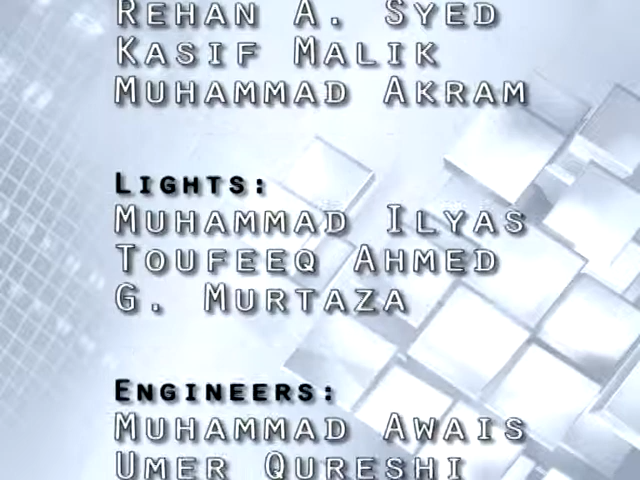 Rehan A. Syed
Kasif Malik
Muhammad Akram
Lights:
Muhammad Ilyas
Toufeeq Ahmed
G. Murtaza
Engineers:
Muhammad Awais
Umer Qureshi